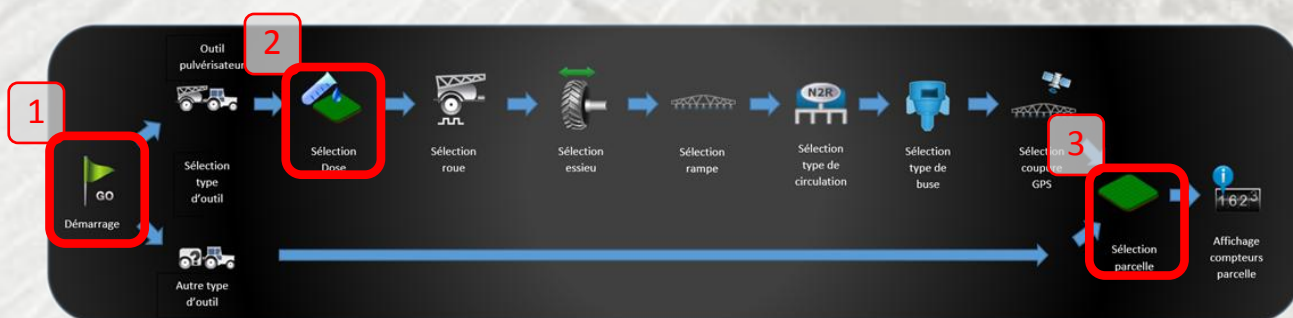 1
GO
Démarrage
Outil
pulvérisateur
Sélection
type
d'outil
Autre type
d'outil
2
Sélection
Dose
Sélection
roue
Sélection
essieu
Sélection
rampe
N2R
Sélection
type de
circulation
Sélection
type de
buse
Sélection
coupure
GPS
3
Sélection
parcelle
1623
Affichage
compteurs
parcelle